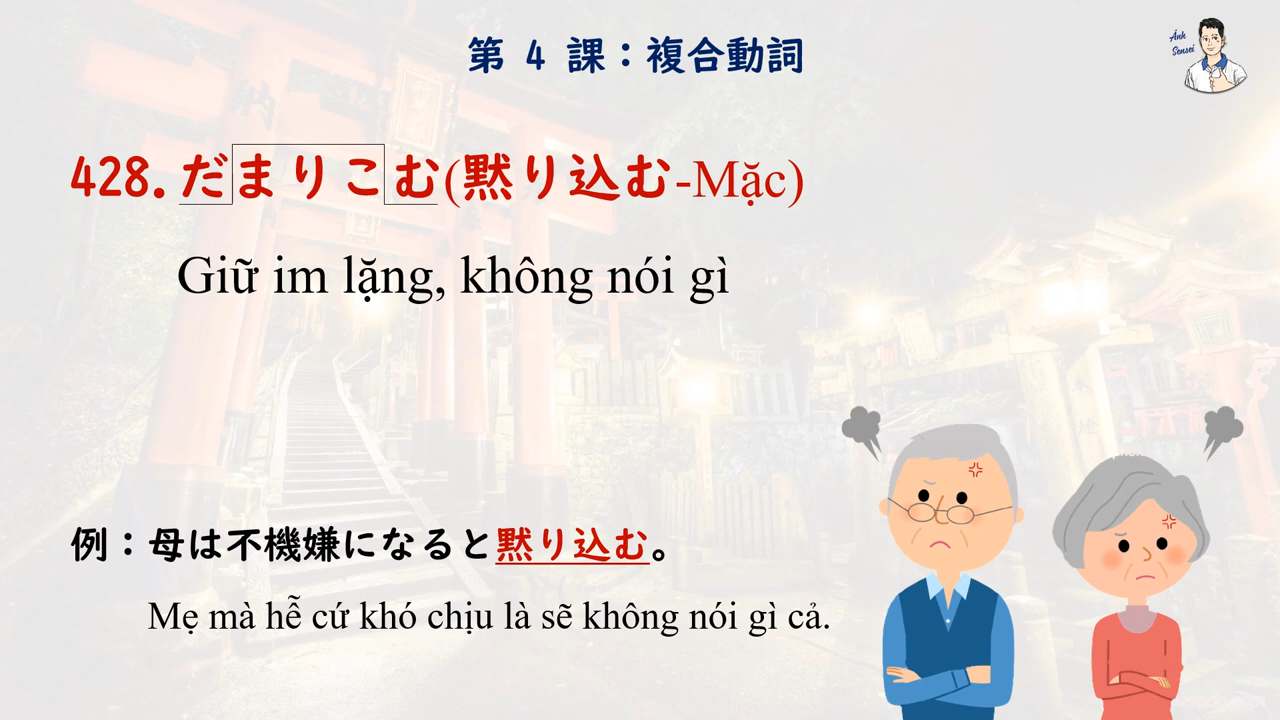 第 4 課：複合動詞
Ánh
Sensei
428. だまりこむ(黙り込む-Mặc)
Giữ im lặng, không nói gì
例：母は不機嫌になると黙り込む。
Mẹ mà hễ cứ khó chịu là sẽ không nói gì cả.